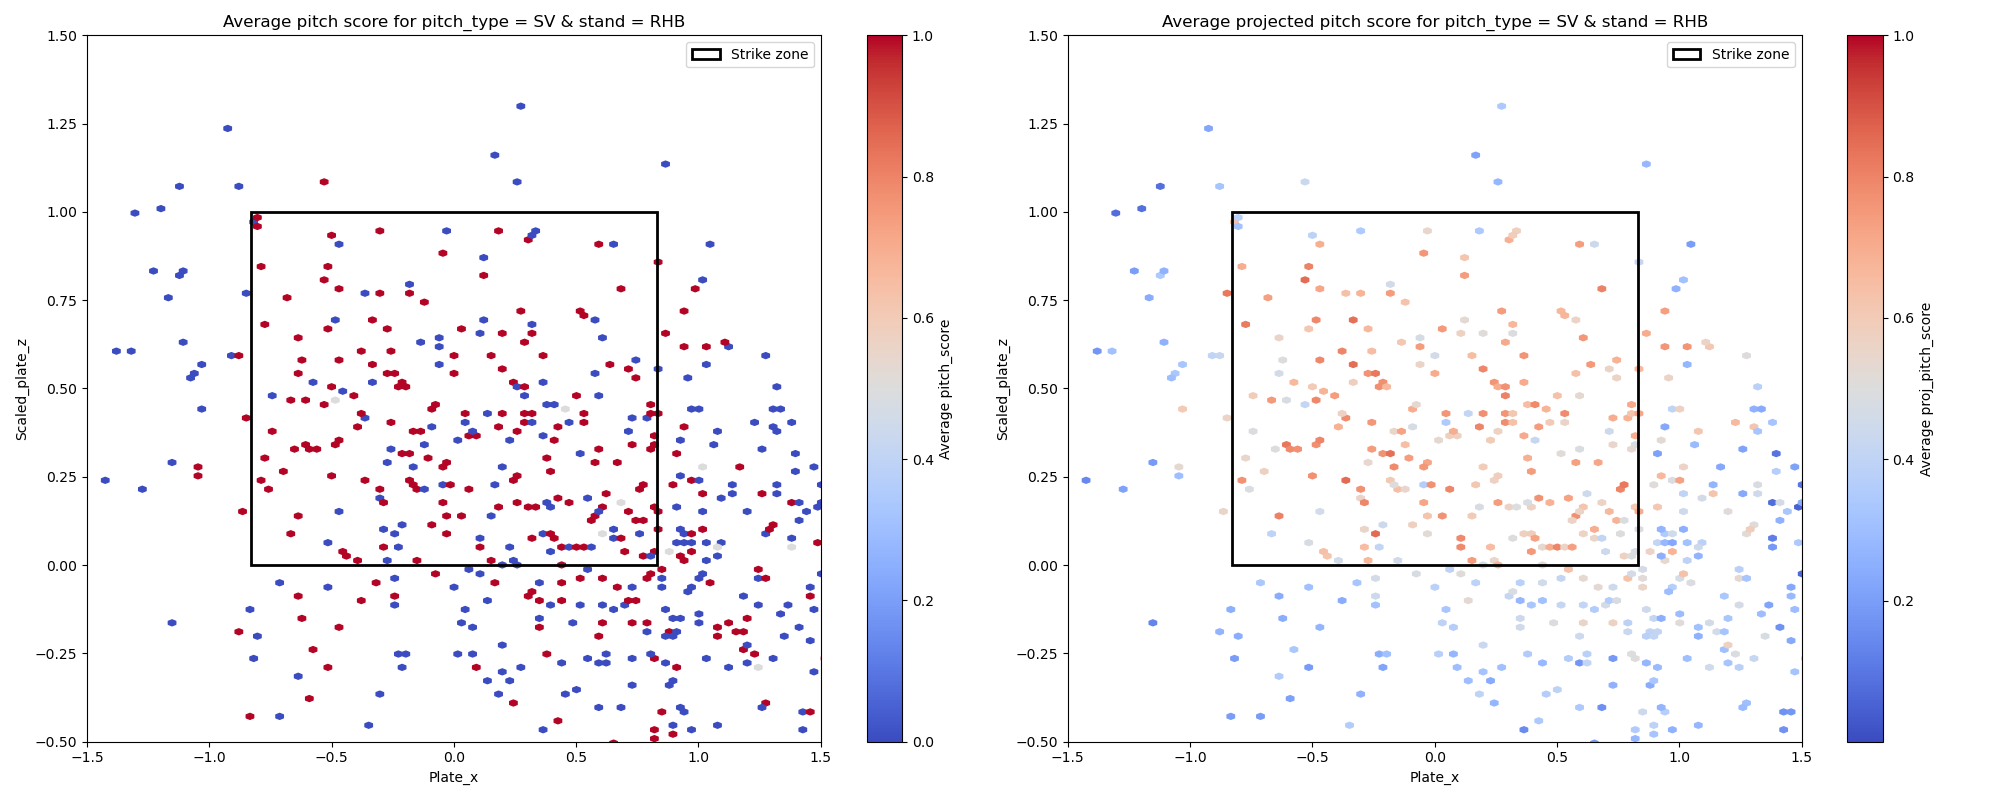 Average pitch score for pitch_type = SV & stand = RHB
Strike zone
1.50
1.25
1.00
0.75
0.50
0.25
0.00
−0.25
−0.50
Scaled_plate_z
−1.5 −1.0 −0.5 0.0 0.5 1.0 1.5
Plate_x
1.0
0.8
0.6
0.4
0.2
0.0
Average pitch_score
Average projected pitch score for pitch_type = SV & stand = RHB
Strike zone
1.50
1.25
1.00
0.75
0.50
0.25
0.00
−0.25
−0.50
Scaled_plate_z
−1.5 −1.0 −0.5 0.0 0.5 1.0 1.5
Plate_x
1.0
0.8
0.6
0.4
0.2
Average proj_pitch_score